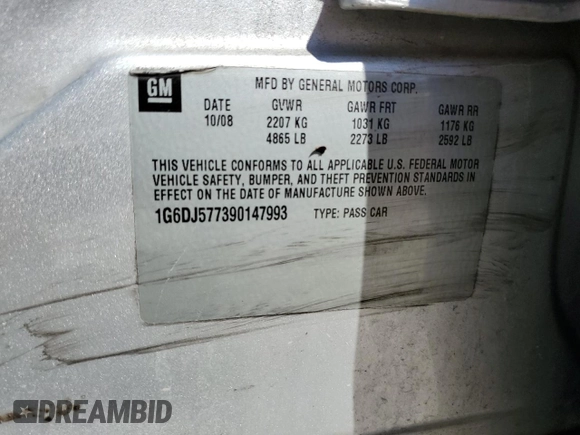 GM
MFD BY GENERAL MOTORS CORP.
DATE GVWR GAWR FRT GAWR RR
10/08 2207 KG 1031 KG 1176 KG
4865 LB 2273 LB 2592 LB
THIS VEHICLE CONFORMS TO ALL APPLICABLE U.S. FEDERAL MOTOR
VEHICLE SAFETY, BUMPER, AND THEFT PREVENTION STANDARDS IN
EFFECT ON THE DATE OF MANUFACTURE SHOWN ABOVE.
1G6DJ577390147993 TYPE: PASS CAR
DREAMBID